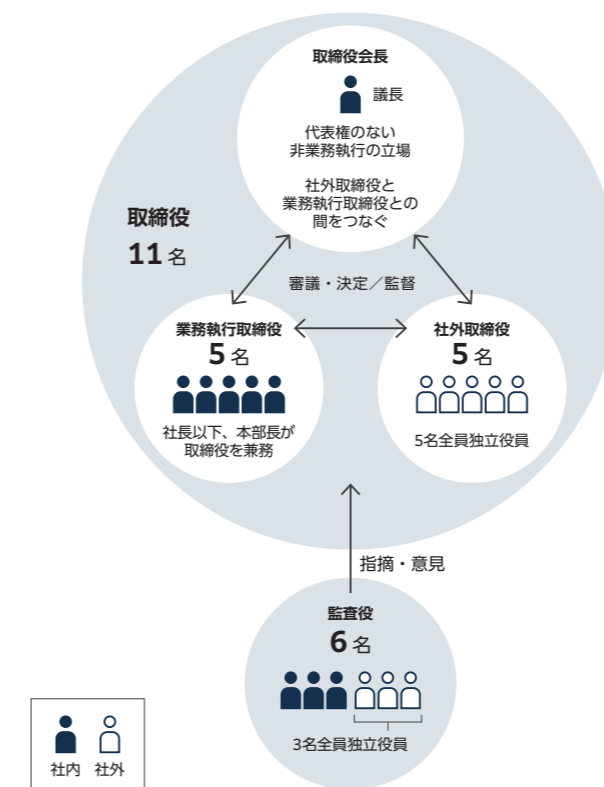 取締役会長
議長
代表権のない
非業務執行の立場
社外取締役と
業務執行取締役との
間をつなぐ
取締役
11名
審議・決定／監督
業務執行取締役
5名
社長以下、本部長が
取締役を兼務
社外取締役
5名
5名全員独立役員
指摘・意見
監査役
6名
3名全員独立役員
社内 社外